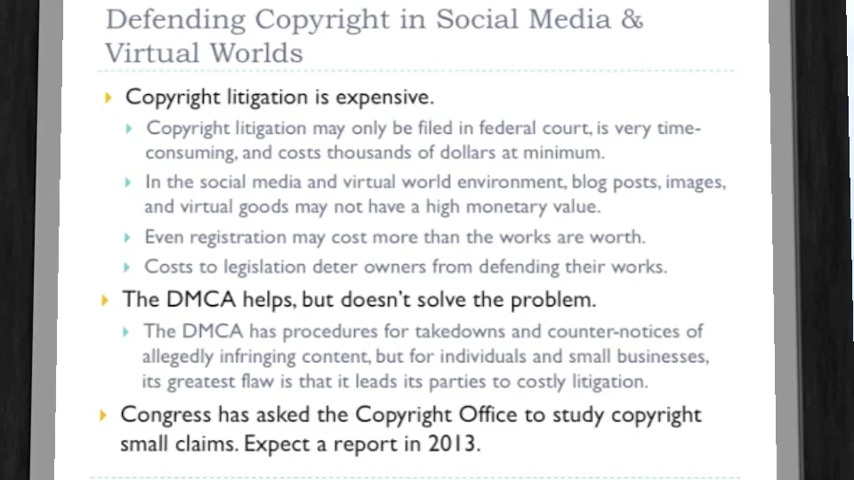 Defending Copyright in Social Media &
Virtual Worlds
Copyright litigation is expensive.
Copyright litigation may only be filed in federal court, is very time-
consuming, and costs thousands of dollars at minimum.
In the social media and virtual world environment, blog posts, images,
and virtual goods may not have a high monetary value.
Even registration may cost more than the works are worth.
Costs to legislation deter owners from defending their works.
The DMCA helps, but doesn't solve the problem.
The DMCA has procedures for takedowns and counter-notices of
allegedly infringing content, but for individuals and small businesses,
its greatest flaw is that it leads its parties to costly litigation.
Congress has asked the Copyright Office to study copyright
small claims. Expect a report in 2013.